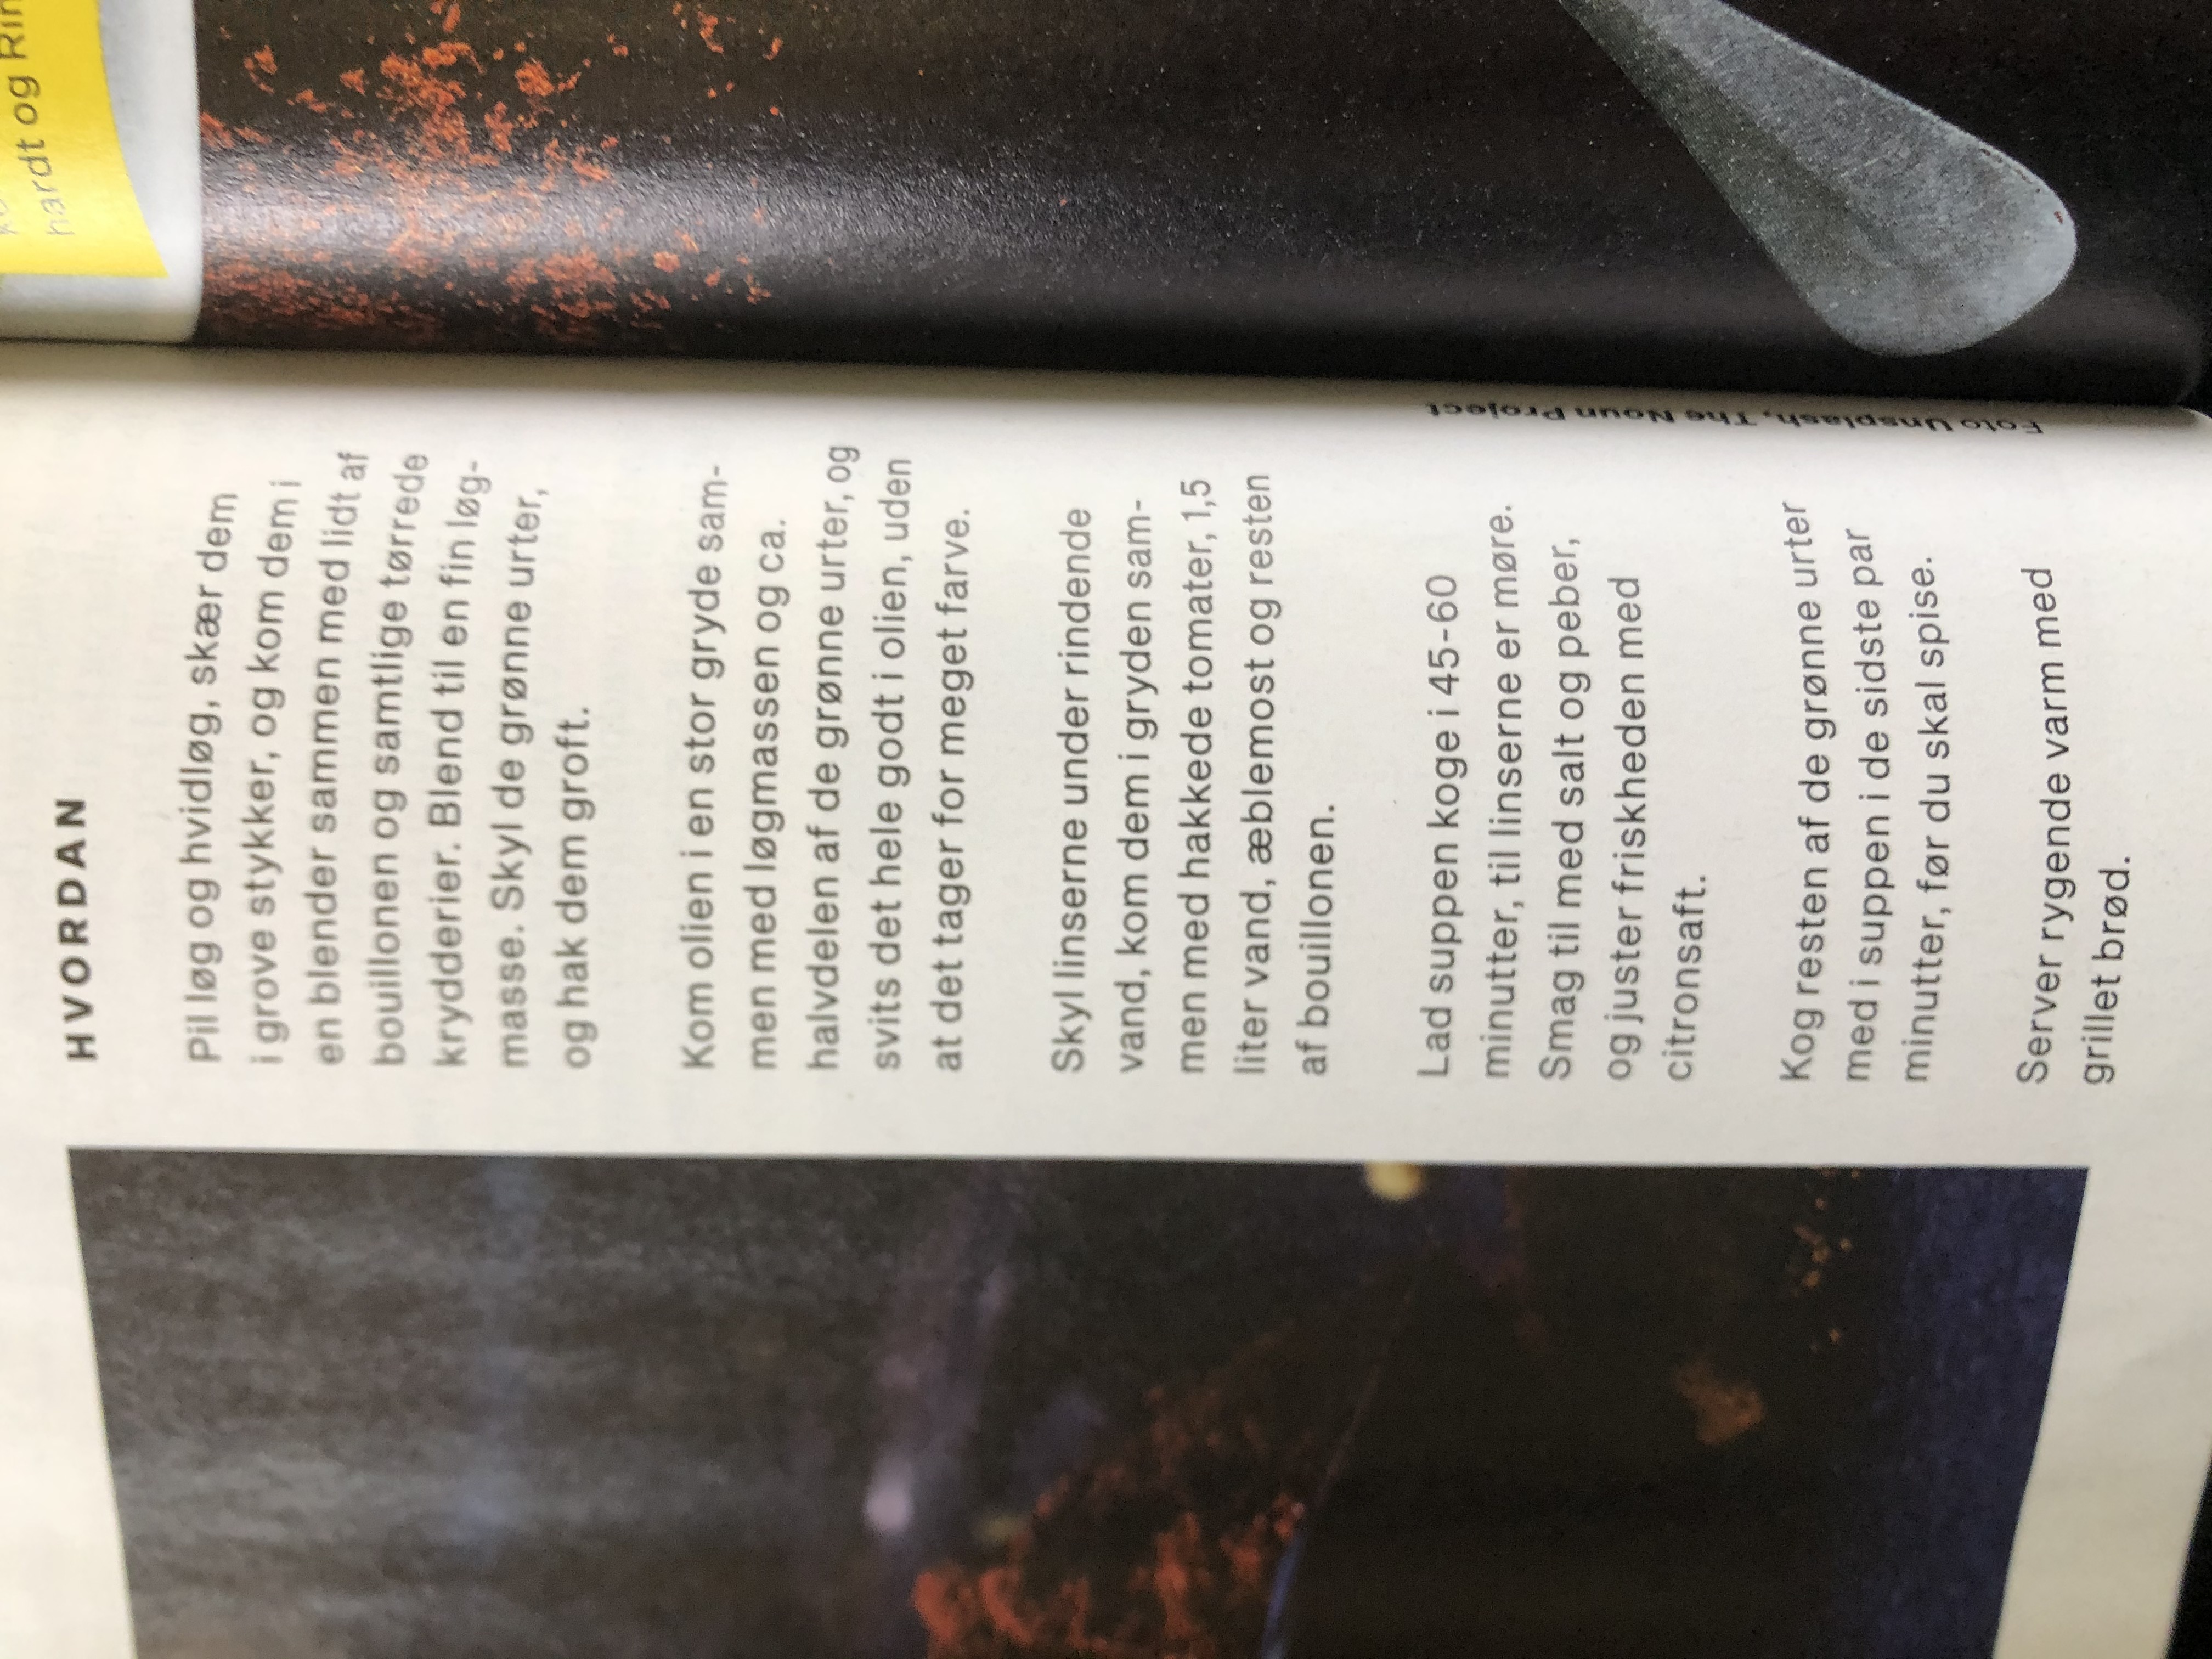 HVORDAN
Pil løg og hvidløg, skær dem
i grove stykker, og kom dem i
en blender sammen med lidt af
bouillonen og samtlige tørrede
krydderier. Blend til en fin løg-
masse. Skyl de grønne urter,
og hak dem groft.
Kom olien i en stor gryde sam-
men med løgmassen og ca.
halvdelen af de grønne urter, og
svits det hele godt i olien, uden
at det tager for meget farve.
Skyl linserne under rindende
vand, kom dem i gryden sam-
men med hakkede tomater, 1,5
liter vand, æblemost og resten
af bouillonen.
Lad suppen koge i 45-60
minutter, til linserne er møre.
Smag til med salt og peber,
og juster friskheden med
citronsaft.
Kog resten af de grønne urter
med i suppen i de sidste par
minutter, før du skal spise.
Server rygende varm med
grillet brød.
Foto Unsplash, The Noun Project
hardt og Rin